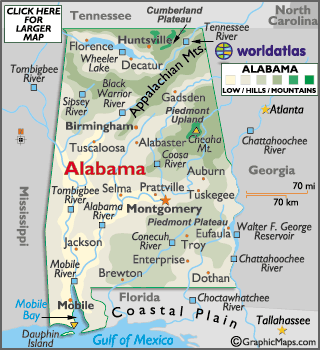 CLICK HERE
FOR
LARGER
MAP
Tennessee
Cumberland
Plateau
Tennessee
River
North
Carolina
worldatlas
ALABAMA
LOW / HILLS / MOUNTAINS
Huntsville
Florence
Wheeler
Lake
Decatur
Appalachian Mts.
Tombigbee
River
Black
Warrior
River
Sipsey
River
Gadsden
Piedmont
Upland
Atlanta
Birmingham
Cheaha
Mt.
Tuscaloosa
Alabaster
Chattahoochee
River
Coosa
River
Alabama
Auburn
Georgia
Tombigbee
River
Selma
Prattville
Tuskegee
70 mi
70 km
Mississippi
Alabama
River
Montgomery
Piedmont Plateau
Jackson
Conecuh
River
Eufaula
Troy
Walter F. George
Reservoir
Chattahoochee
River
Mobile
River
Enterprise
Brewton
Dothan
Mobile
Bay
Mobile
Florida
Choctawhatchee
River
Coastal Plain
Dauphin
Island
Gulf of Mexico
Tallahassee
©GraphicMaps.com